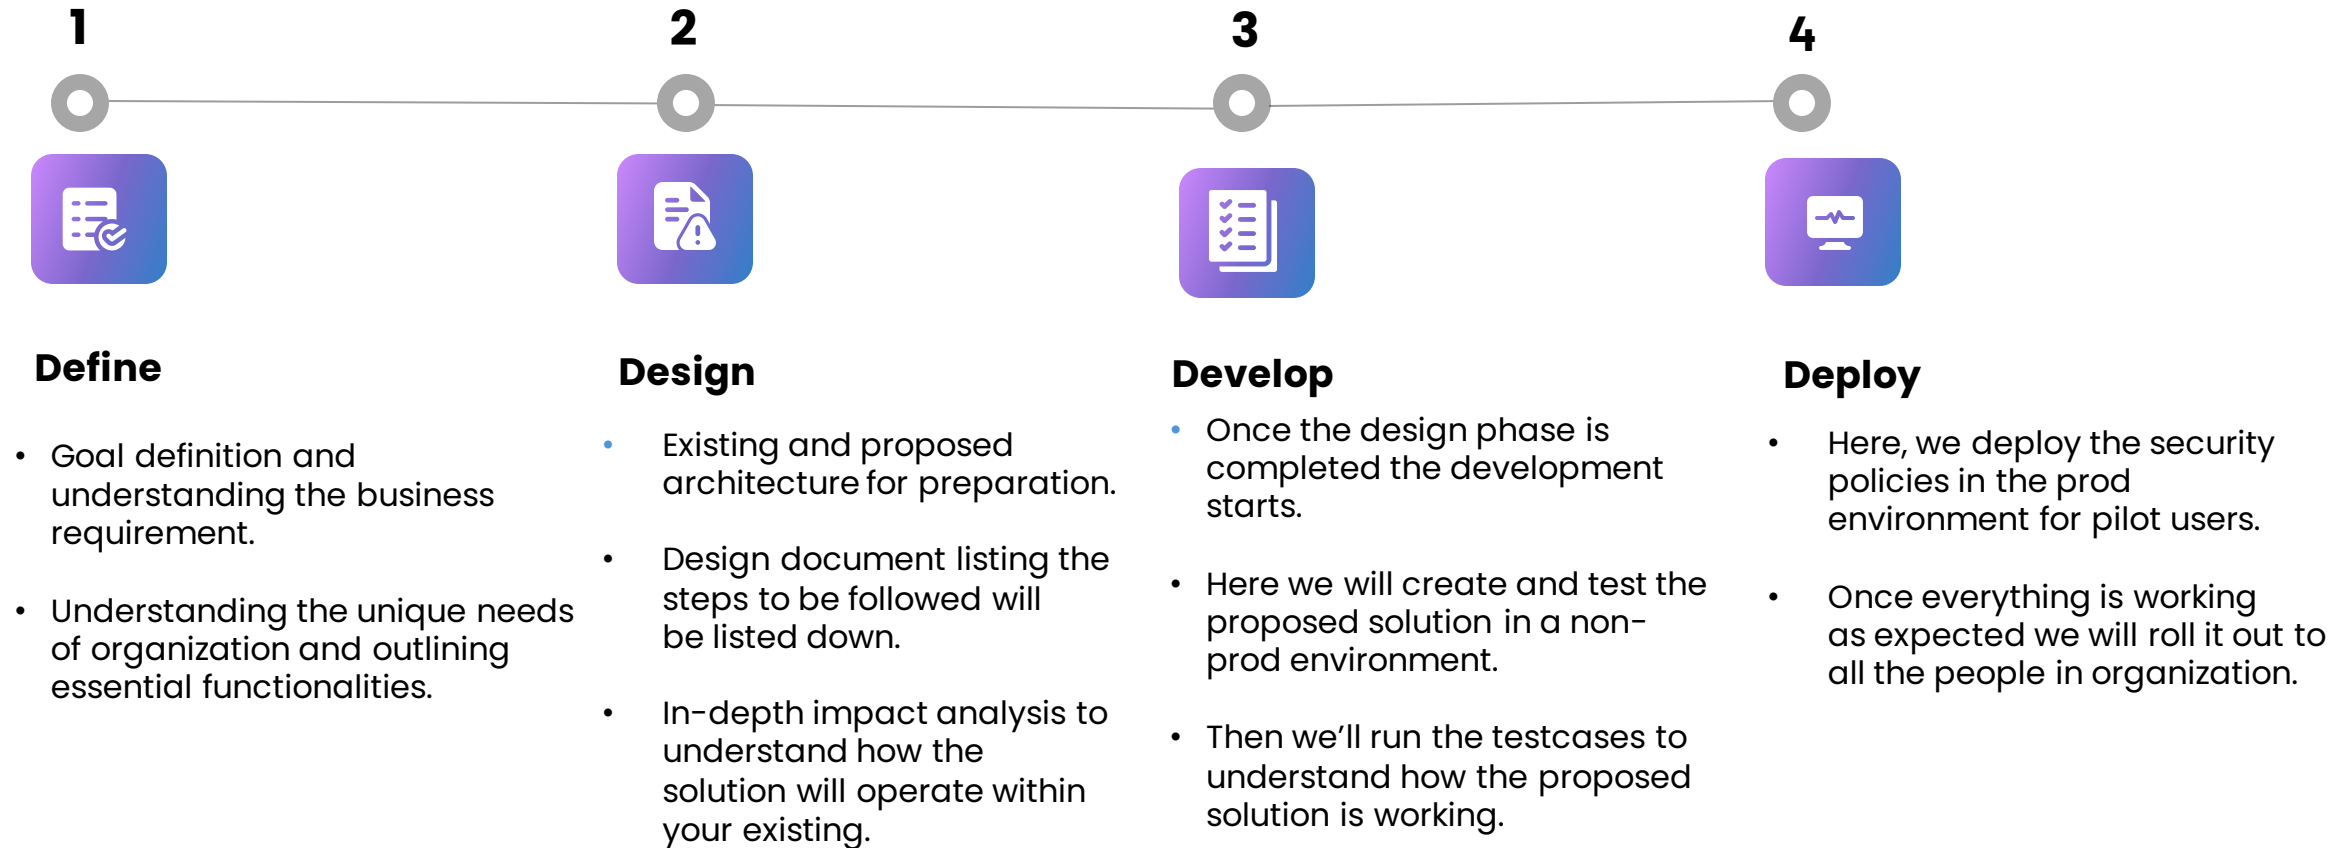 1
2
3
4
Define
• Goal definition and
understanding the business
requirement.
• Understanding the unique needs
of organization and outlining
essential functionalities.
Design
• Existing and proposed
architecture for preparation.
• Design document listing the
steps to be followed will
be listed down.
• In-depth impact analysis to
understand how the
solution will operate within
your existing.
Develop
• Once the design phase is
completed the development
starts.
• Here we will create and test the
proposed solution in a non-
prod environment.
• Then we’ll run the testcases to
understand how the proposed
solution is working.
Deploy
• Here, we deploy the security
policies in the prod
environment for pilot users.
• Once everything is working
as expected we will roll it out to
all the people in organization.